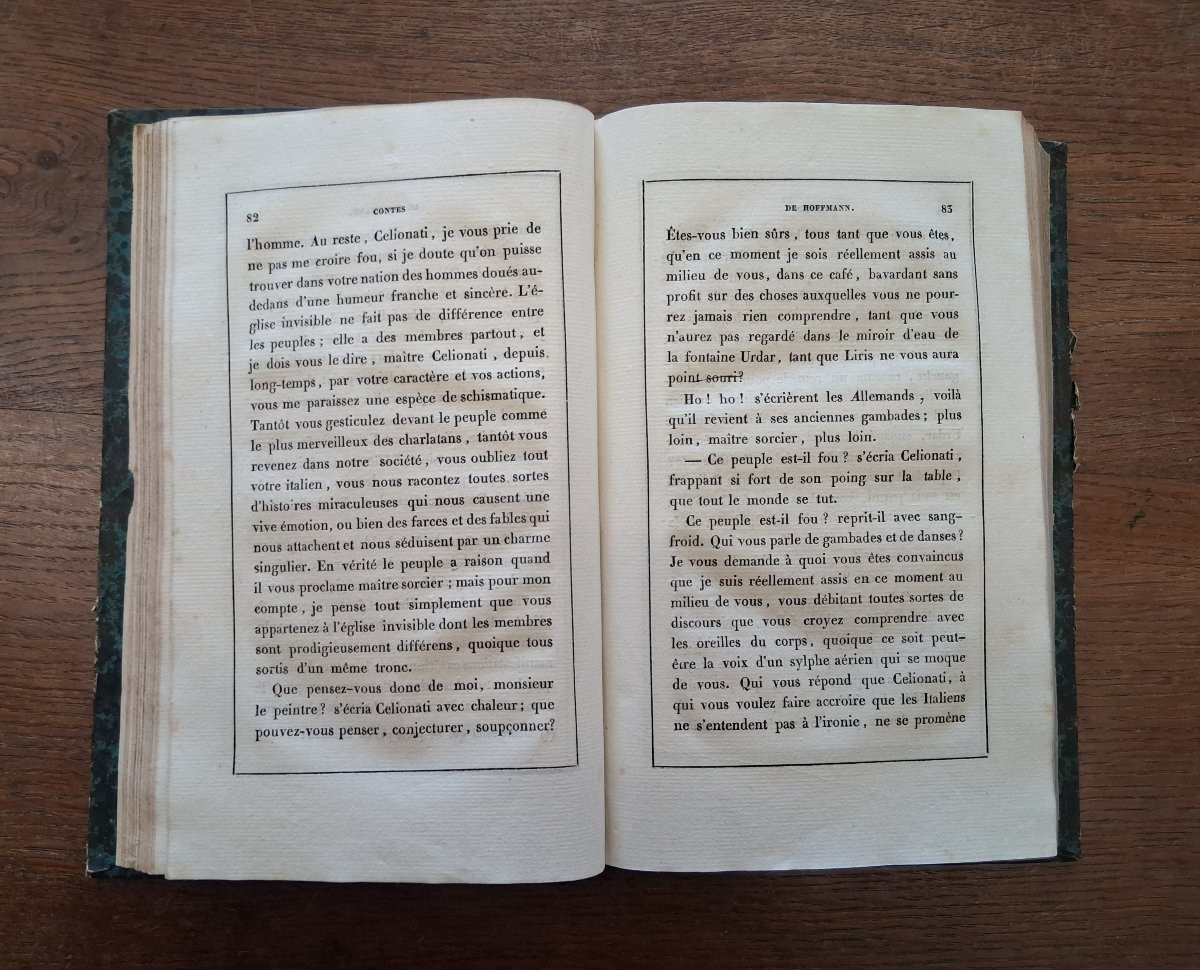 82
CONTES
l'homme. Au reste, Celionati, je vous prie de
ne pas me croire fou, si je doute qu'on puisse
trouver dans votre nation des hommes doués au-
dedans d'une humeur franche et sincère. L'é-
glise invisible ne fait pas de différence entre
les peuples ; elle a des membres partout, et
je dois vous le dire, maître Celionati, depuis
long-temps, par votre caractère et vos actions,
vous me paraissez une espèce de schismatique.
Tantôt vous gesticulez devant le peuple comme
le plus merveilleux des charlatans, tantôt vous
revenez dans notre société, vous oubliez tout
votre italien, vous nous racontez toutes sortes
d'histoires miraculeuses qui nous causent une
vive émotion, ou bien des farces et des fables qui
nous attachent et nous séduisent par un charme
singulier. En vérité le peuple a raison quand
il vous proclame maître sorcier ; mais pour mon
compte, je pense tout simplement que vous
appartenez à l'église invisible dont les membres
sont prodigieusement différens, quoique tous
sortis d'un même tronc.
Que pensez-vous donc de moi, monsieur
le peintre? s'écria Celionati avec chaleur; que
pouvez-vous penser, conjecturer, soupçonner?
DE HOFFMANN.
83
Êtes-vous bien sûrs, tous tant que vous êtes,
qu'en ce moment je sois réellement assis au
milieu de vous, dans ce café, bavardant sans
profit sur des choses auxquelles vous ne pour-
rez jamais rien comprendre, tant que vous
n'aurez pas regardé dans le miroir d'eau de
la fontaine Urdar, tant que Liris ne vous aura
point souri?
Ho ! ho ! s'écrièrent les Allemands, voilà
qu'il revient à ses anciennes gambades ; plus
loin, maître sorcier, plus loin.
— Ce peuple est-il fou ? s'écria Celionati,
frappant si fort de son poing sur la table,
que tout le monde se tut.
Ce peuple est-il fou ? reprit-il avec sang-
froid. Qui vous parle de gambades et de danses?
Je vous demande à quoi vous êtes convaincus
que je suis réellement assis en ce moment au
milieu de vous, vous débitant toutes sortes de
discours que vous croyez comprendre avec
les oreilles du corps, quoique ce soit peut-
être la voix d'un sylphe aérien qui se moque
de vous. Qui vous répond que Celionati, à
qui vous voulez faire accroire que les Italiens
ne s'entendent pas à l'ironie, ne se promène